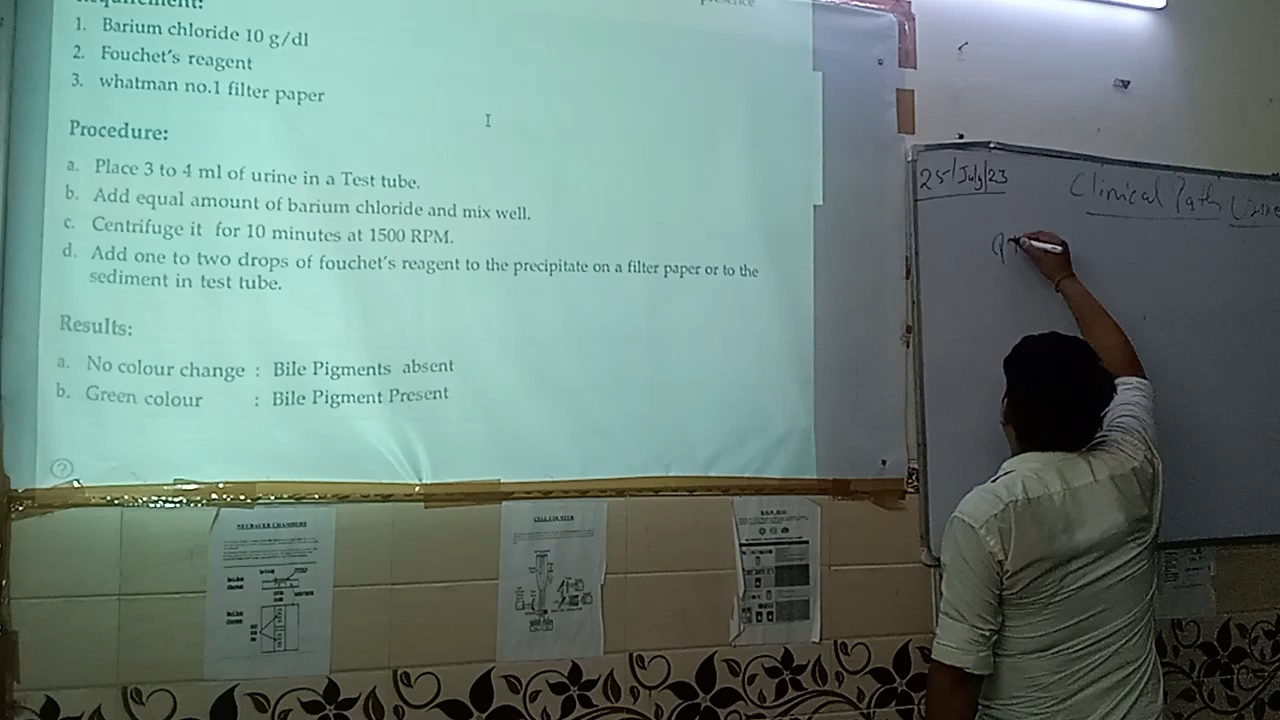 1. Barium chloride 10 g/dl
2. Fouchet's reagent
3. whatman no.1 filter paper
Procedure:
a. Place 3 to 4 ml of urine in a Test tube.
b. Add equal amount of barium chloride and mix well.
c. Centrifuge it for 10 minutes at 1500 RPM.
d. Add one to two drops of fouchet's reagent to the precipitate on a filter paper or to the
sediment in test tube.
Results:
a. No colour change : Bile Pigments absent
b. Green colour : Bile Pigment Present
?
25/July/23
Clinical Path
NEUBAUER CHAMBERS
CELL COUNTER